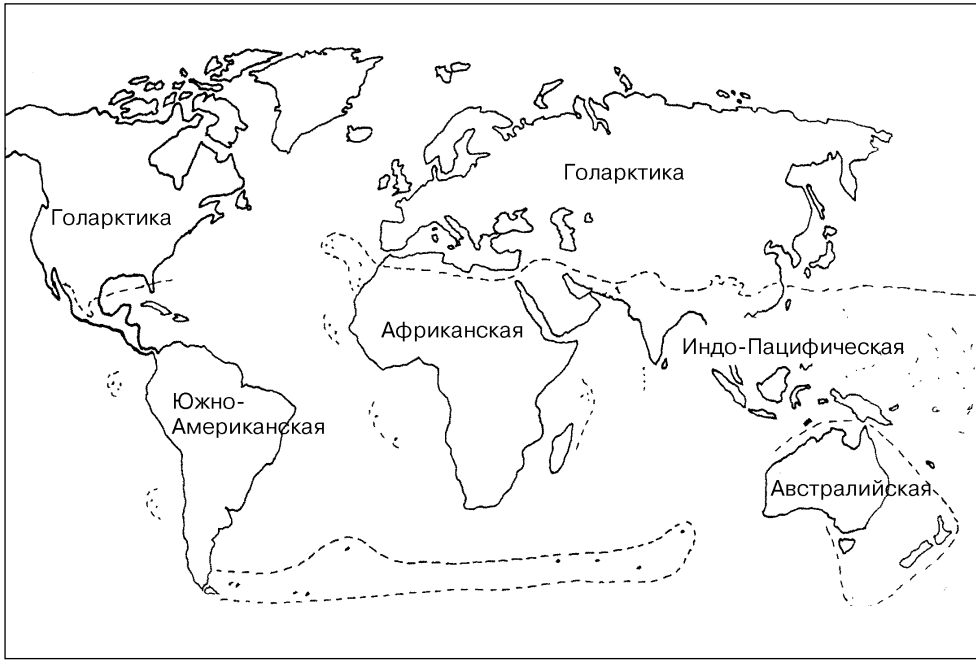 Голарктика
Голарктика
Африканская
Индо-Пацифическая
Южно-
Американская
Австралийская